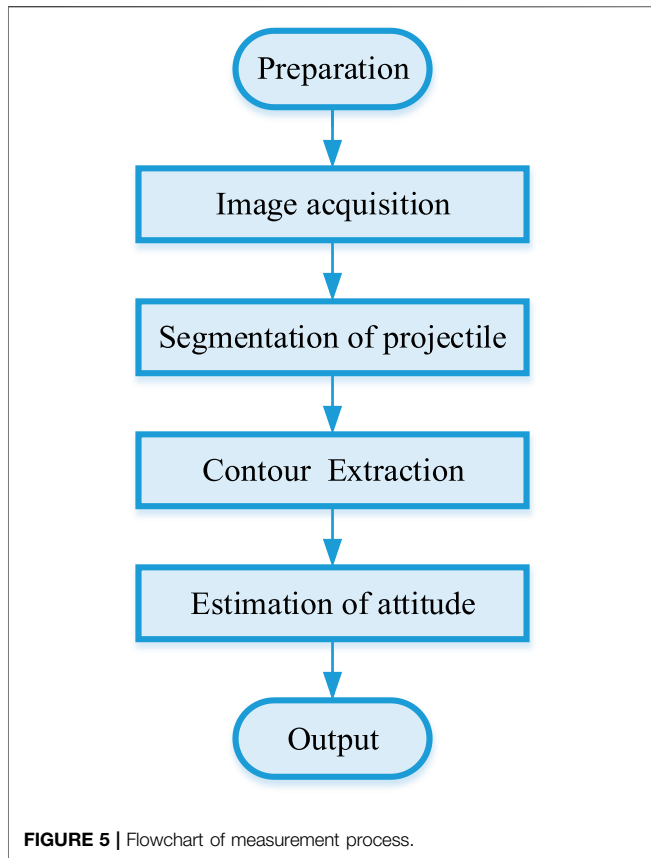 Preparation
Image acquisition
Segmentation of projectile
Contour Extraction
Estimation of attitude
Output
FIGURE 5 | Flowchart of measurement process.